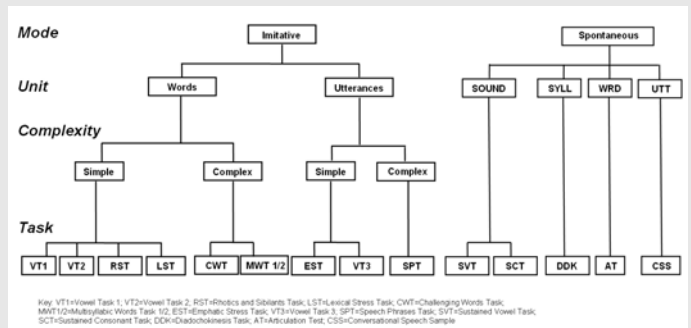 Mode Imitative Spontaneous
Unit Words Utterances SOUND SYLL WRD UTT
Complexity
Simple Complex Simple Complex
Task
VT1 VT2 RST LST CWT MWT 1/2 EST VT3 SPT SVT SCT DDK AT CSS
Key: VT1=Vowel Task 1; VT2=Vowel Task 2; RST=Rhotics and Sibilants Task; LST=Lexical Stress Task; CWT=Challenging Words Task;
MWT1/2=Multisyllabic Words Task 1/2; EST=Emphatic Stress Task; VT3=Vowel Task 3; SPT=Speech Phrases Task; SVT=Sustained Vowel Task;
SCT=Sustained Consonant Task; DDK=Diadochokinesis Task; AT=Articulation Test; CSS=Conversational Speech Sample